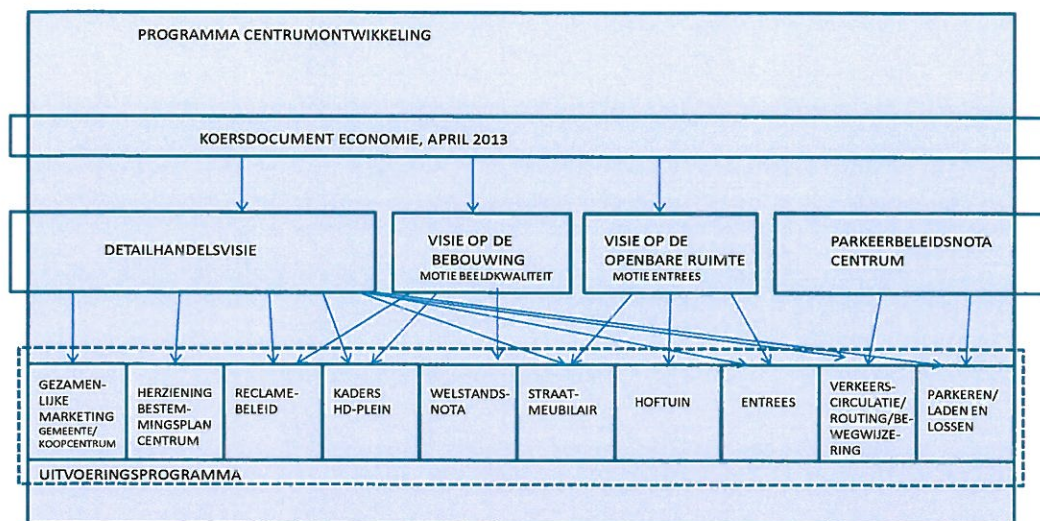 PROGRAMMA CENTRUMONTWIKKELING
KOERSDOCUMENT ECONOMIE, APRIL 2013
DETAILHANDELSVISIE
VISIE OP DE
BEBOUWING
MOTIE BEELDKWALITEIT
VISIE OP DE
OPENBARE RUIMTE
MOTIE ENTREES
PARKEERBELEIDSNOTA
CENTRUM
GEZAMEN-
LIJKE
MARKETING
GEMEENTE/
KOOPCENTRUM
HERZIENING
BESTEM-
MINGSPLAN
CENTRUM
RECLAME-
BELEID
KADERS
HD-PLEIN
WELSTANDS-
NOTA
STRAAT-
MEUBILAIR
HOFTUIN
ENTREES
VERKEERS-
CIRCULATIE/
ROUTING/BE-
WEGWIJZE-
RING
PARKEREN/
LADEN EN
LOSSEN
UITVOERINGSPROGRAMMA